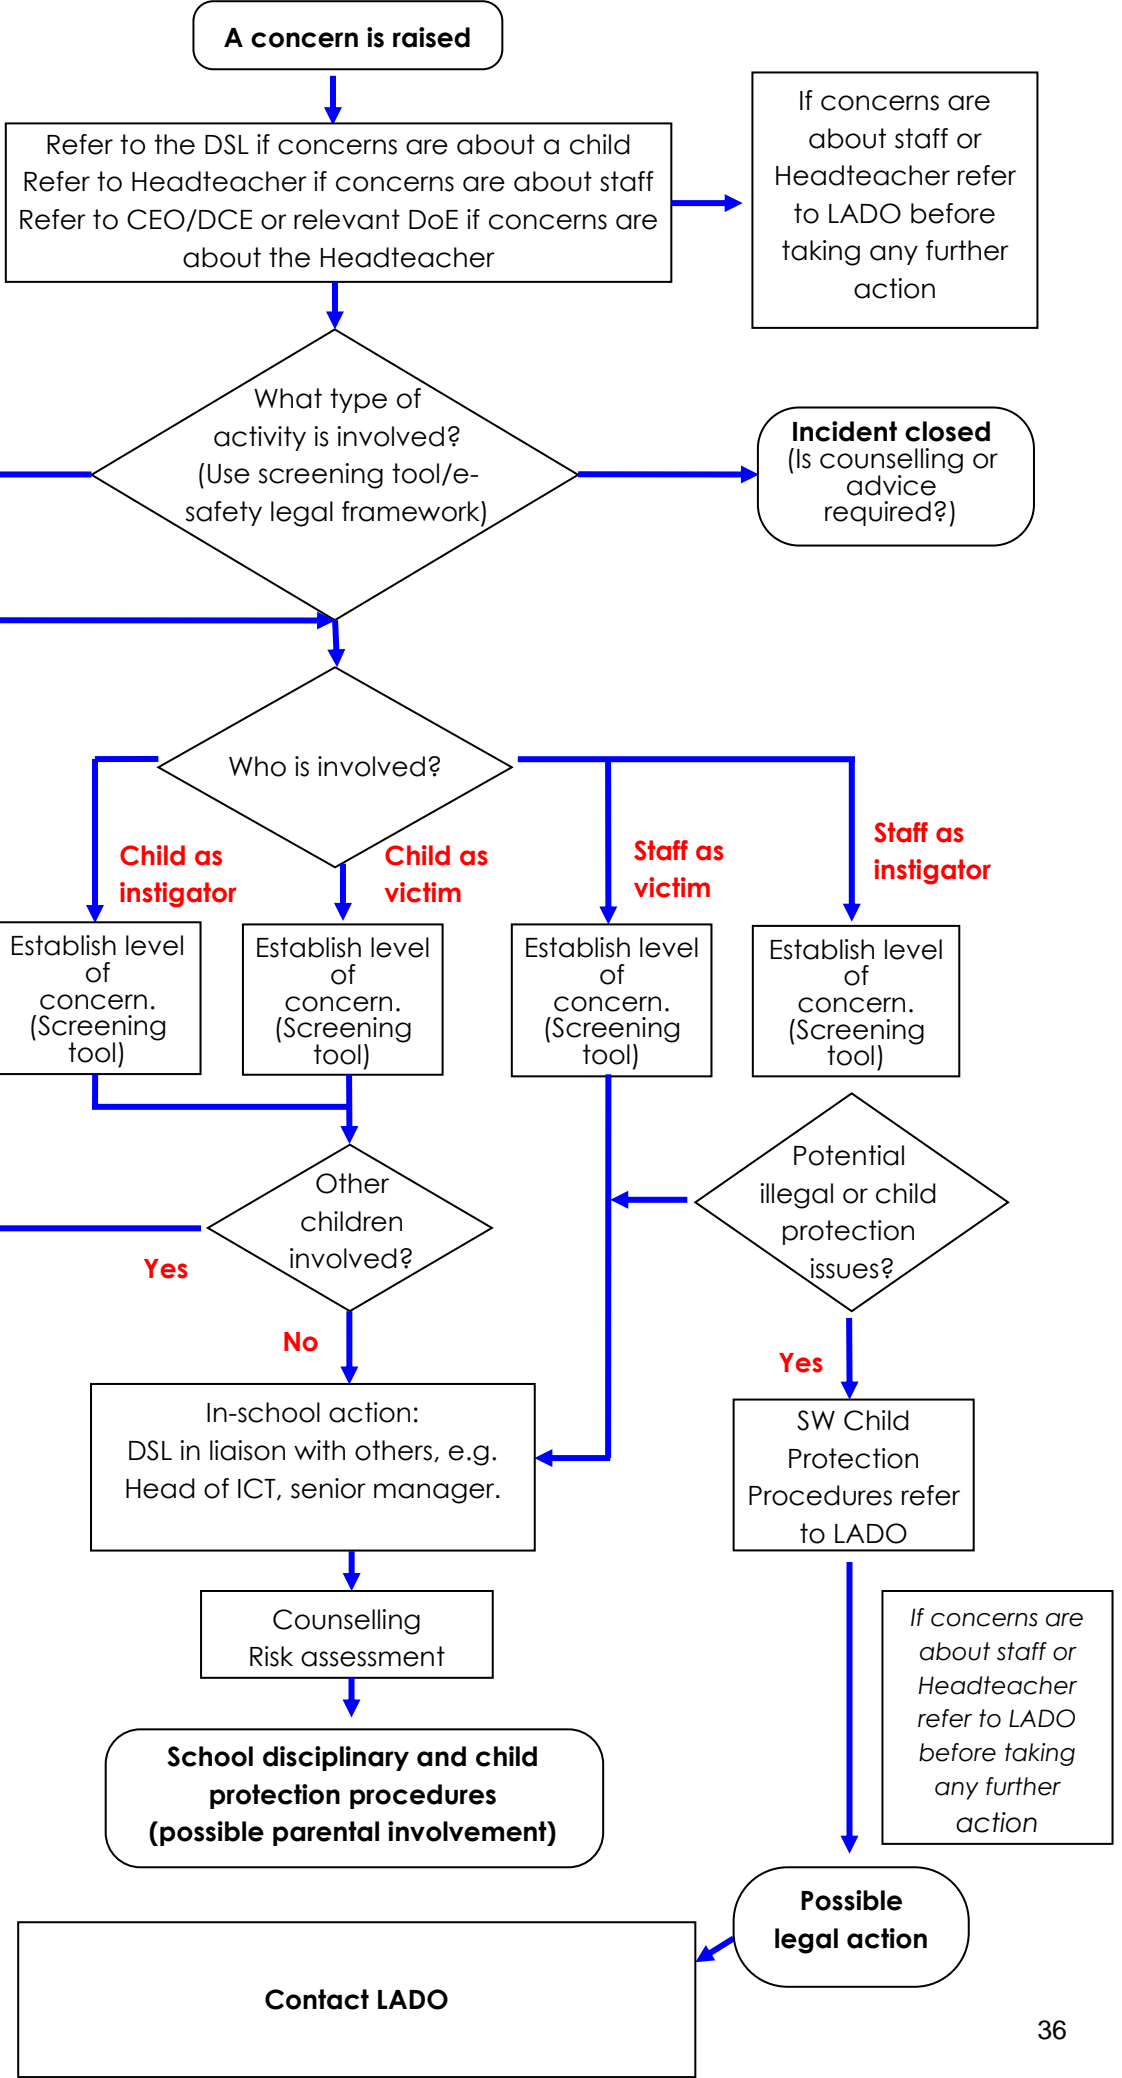 A concern is raised
Refer to the DSL if concerns are about a child
Refer to Headteacher if concerns are about staff
Refer to CEO/DCE or relevant DoE if concerns are
about the Headteacher
If concerns are
about staff or
Headteacher refer
to LADO before
taking any further
action
What type of
activity is involved?
(Use screening tool/e-
safety legal framework)
Incident closed
(Is counselling or
advice
required?)
Who is involved?
Child as
instigator
Child as
victim
Staff as
victim
Staff as
instigator
Establish level
of
concern.
(Screening
tool)
Establish level
of
concern.
(Screening
tool)
Establish level
of
concern.
(Screening
tool)
Establish level
of
concern.
(Screening
tool)
Other
children
involved?
Potential
illegal or child
protection
issues?
Yes
No
Yes
In-school action:
DSL in liaison with others, e.g.
Head of ICT, senior manager.
SW Child
Protection
Procedures refer
to LADO
Counselling
Risk assessment
If concerns are
about staff or
Headteacher
refer to LADO
before taking
any further
action
School disciplinary and child
protection procedures
(possible parental involvement)
Possible
legal action
Contact LADO
36